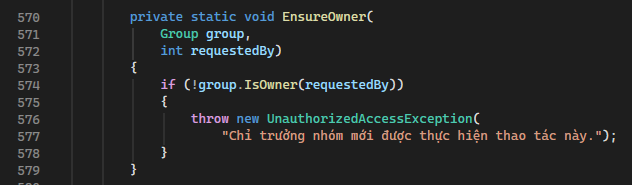 570 private static void EnsureOwner(
571 Group group,
572 int requestedBy)
573 {
574 if (!group.IsOwner(requestedBy))
575 {
576 throw new UnauthorizedAccessException(
577 "Chỉ trưởng nhóm mới được thực hiện thao tác này.");
578 }
579 }